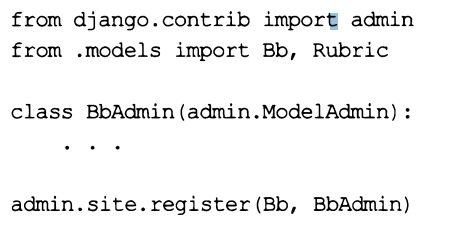 from django.contrib import admin
from .models import Bb, Rubric
class BbAdmin(admin.ModelAdmin):
. . .
admin.site.register(Bb, BbAdmin)